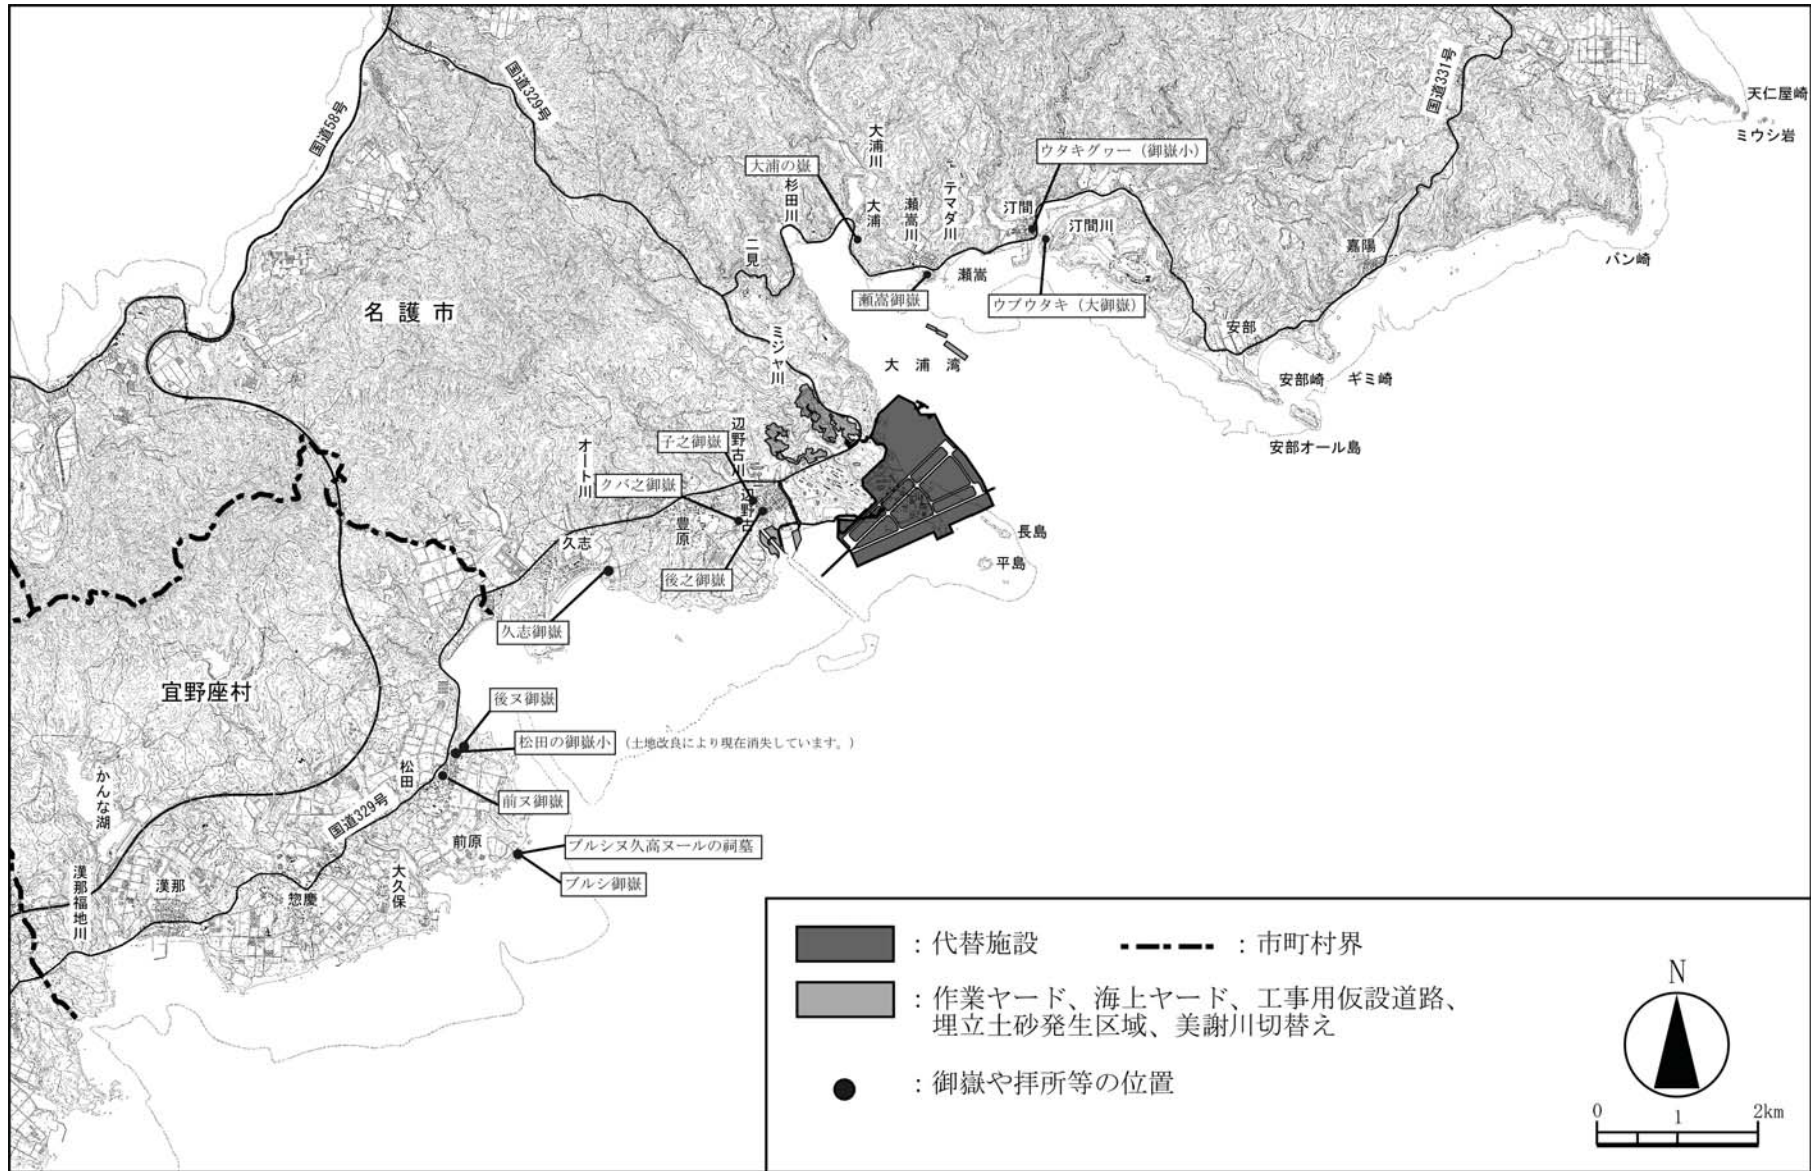 国道58号
国道329号
国道331号
天仁屋崎
ミウシ岩
バン崎
大浦川
大浦の嶽
杉田川
大浦
瀬嵩川
テマダ川
ウタキグヮー（御嶽小）
汀間
汀間川
嘉陽
二見
瀬嵩
瀬嵩御嶽
ウブウタキ（大御嶽）
安部
名護市
ミジャ川
大浦湾
安部崎
ギミ崎
安部オール島
辺野古川
子之御嶽
オート川
クバ之御嶽
辺野古
豊原
久志
後之御嶽
長島
平島
久志御嶽
宜野座村
後ヌ御嶽
松田の御嶽小（土地改良により現在消失しています。）
松田
かんな湖
前ヌ御嶽
国道329号
前原
ブルシヌ久高ヌールの祠墓
ブルシ御嶽
漢那福地川
漢那
惣慶
大久保
：代替施設
：市町村界
：作業ヤード、海上ヤード、工事用仮設道路、
埋立土砂発生区域、美謝川切替え
：御嶽や拝所等の位置
N
0 1 2km